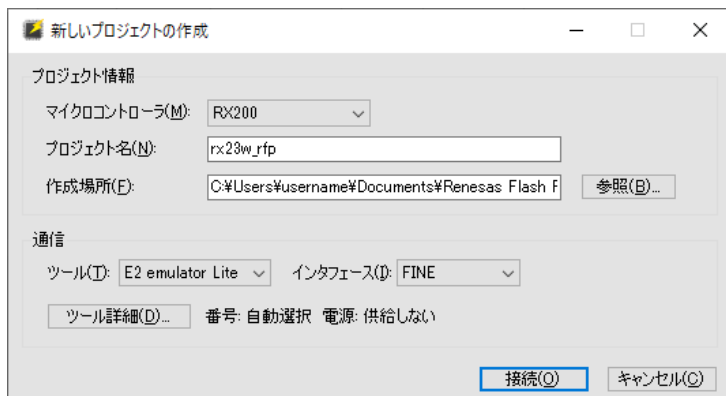 新しいプロジェクトの作成
プロジェクト情報
マイクロコントローラ(M): RX200
プロジェクト名(N): rx23w_rfp
作成場所(F): C:¥Users¥username¥Documents¥Renesas Flash F 参照(B)...
通信
ツール(T): E2 emulator Lite インタフェース(I): FINE
ツール詳細(D)... 番号: 自動選択 電源: 供給しない
接続(O) キャンセル(C)